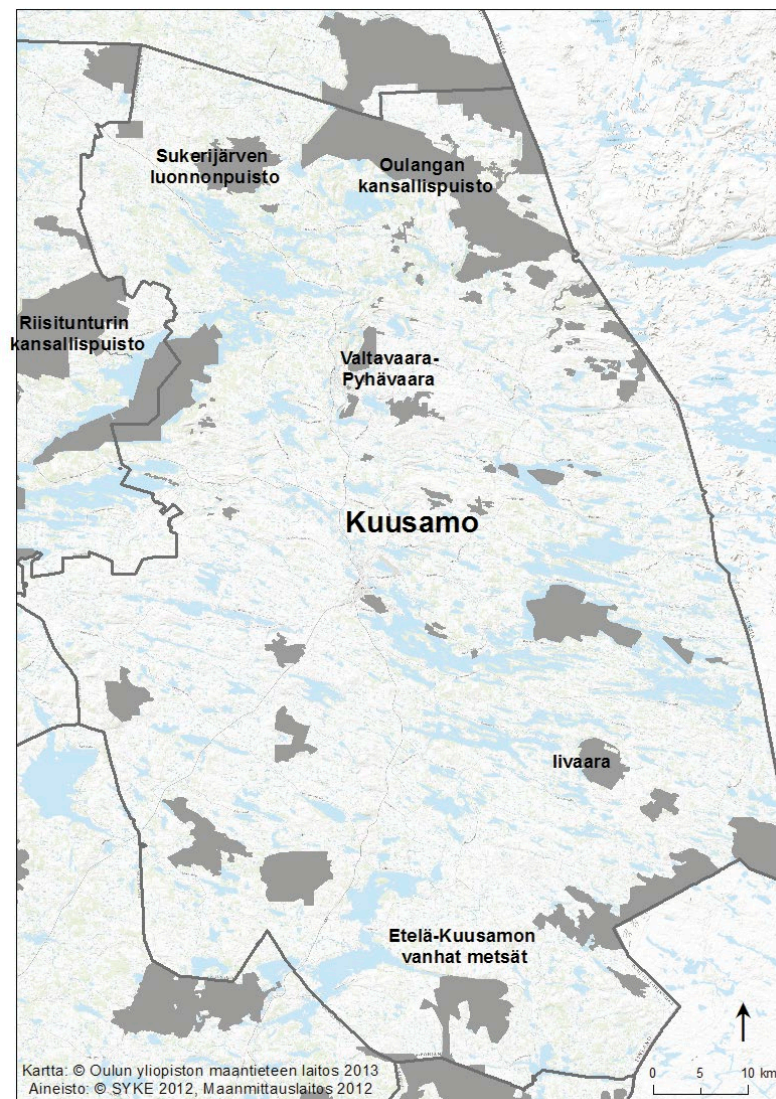 Sukerijärven
luonnonpuisto
Oulangan
kansallispuisto
Riisitunturin
kansallispuisto
Valtavaara-
Pyhävaara
Kuusamo
Iivaara
Etelä-Kuusamon
vanhat metsät
Kartta: © Oulun yliopiston maantieteen laitos 2013
Aineisto: © SYKE 2012, Maanmittauslaitos 2012
0 5 10 km